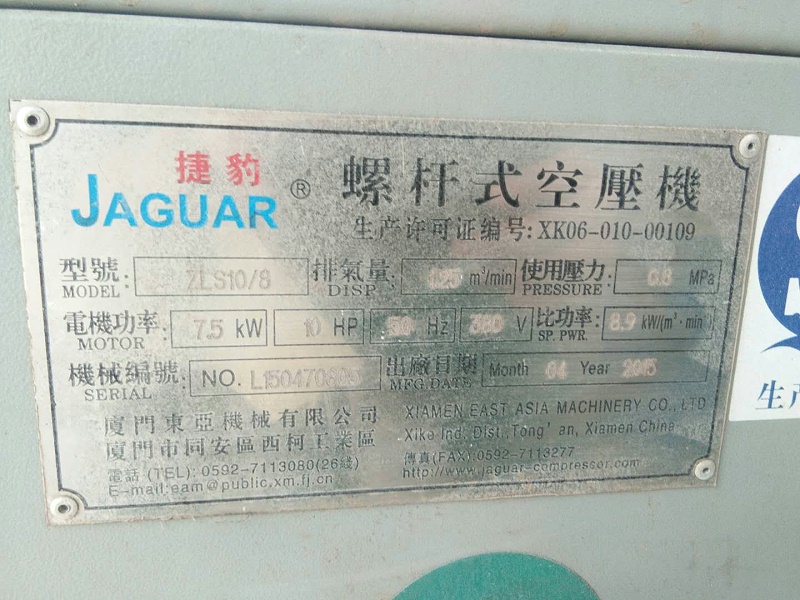 捷豹
JAGUAR ®
螺杆式空壓機
生产许可证编号: XK06-010-00109
型號: MODEL: ZLS10/8 排氣量: DISP. m³/min 使用壓力: PRESSURE: 0.8 MPa
電機功率: MOTOR: 7.5 kW 10 HP 50 Hz 380 V 比功率: SP. PWR. 8.9 kW/(m³·min)
機械編號: SERIAL NO. 出廠日期 MFG.DATE Month 04 Year 2015
廈門東亞機械有限公司
廈門市同安區西柯工業區
電話 (TEL): 0592-7113080(26綫)
E-mail:eam@public.xm.fj.cn
XIAMEN EAST ASIA MACHINERY CO., LTD
Xike Ind. Dist., Tong' an, Xiamen China
傳真(FAX):0592-7113277
http://www.jaguar-compressor.com
生产